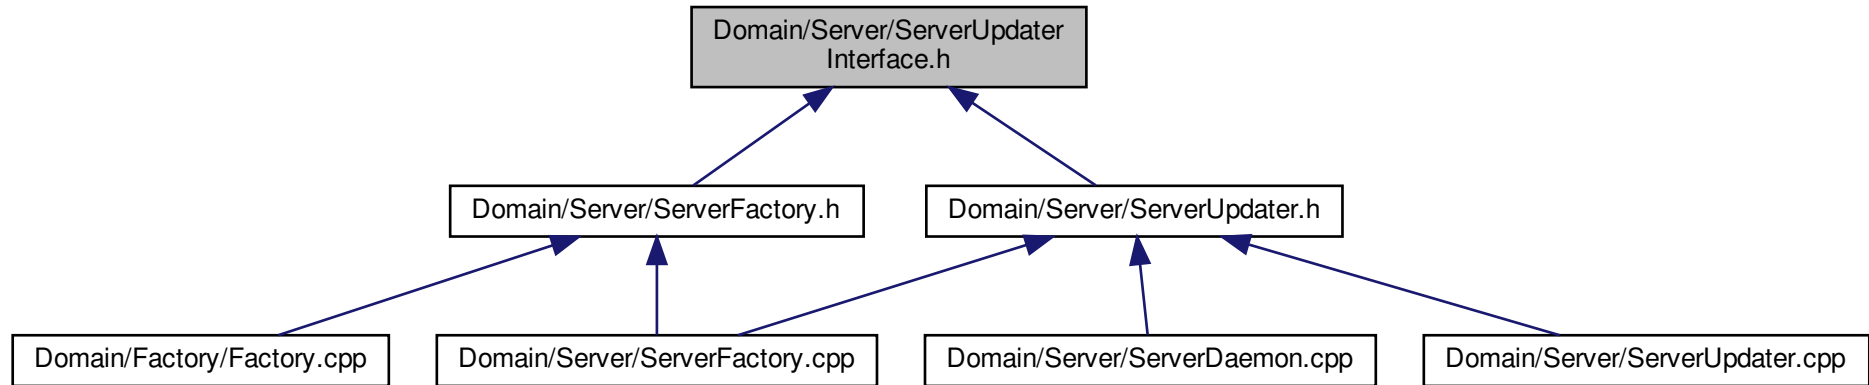 Domain/Server/ServerUpdater
Interface.h
Domain/Server/ServerFactory.h
Domain/Server/ServerUpdater.h
Domain/Factory/Factory.cpp
Domain/Server/ServerFactory.cpp
Domain/Server/ServerDaemon.cpp
Domain/Server/ServerUpdater.cpp